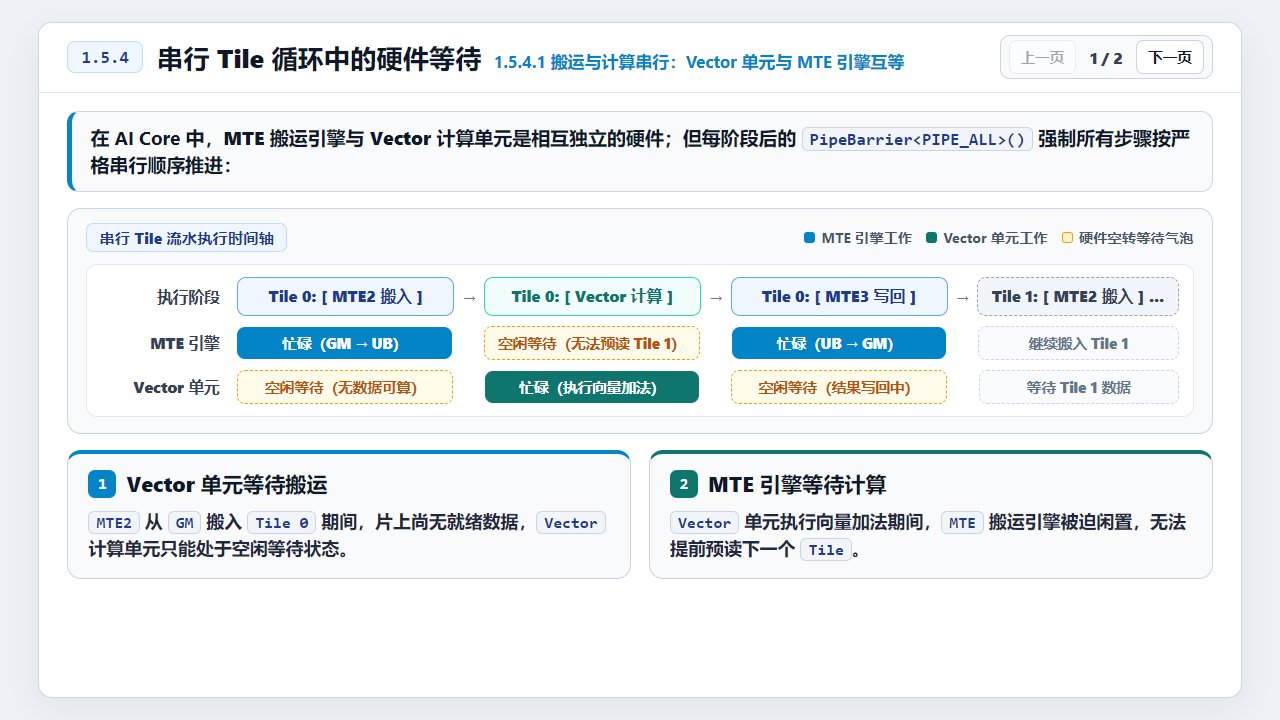 1.5.4 串行 Tile 循环中的硬件等待 1.5.4.1 搬运与计算串行：Vector 单元与 MTE 引擎互等 上一页 1 / 2 下一页
在 AI Core 中，MTE 搬运引擎与 Vector 计算单元是相互独立的硬件；但每阶段后的 PipeBarrier<PIPE_ALL>() 强制所有步骤按严
格串行顺序推进：
串行 Tile 流水执行时间轴 MTE 引擎工作 Vector 单元工作 硬件空转等待气泡
执行阶段 Tile 0: [ MTE2 搬入 ] → Tile 0: [ Vector 计算 ] → Tile 0: [ MTE3 写回 ] → Tile 1: [ MTE2 搬入 ] ...
MTE 引擎 忙碌（GM → UB） 空闲等待（无法预读 Tile 1） 忙碌（UB → GM） 继续搬入 Tile 1
Vector 单元 空闲等待（无数据可算） 忙碌（执行向量加法） 空闲等待（结果写回中） 等待 Tile 1 数据
1 Vector 单元等待搬运
MTE2 从 GM 搬入 Tile 0 期间，片上尚无就绪数据，Vector
计算单元只能处于空闲等待状态。
2 MTE 引擎等待计算
Vector 单元执行向量加法期间，MTE 搬运引擎被迫闲置，无法
提前预读下一个 Tile。